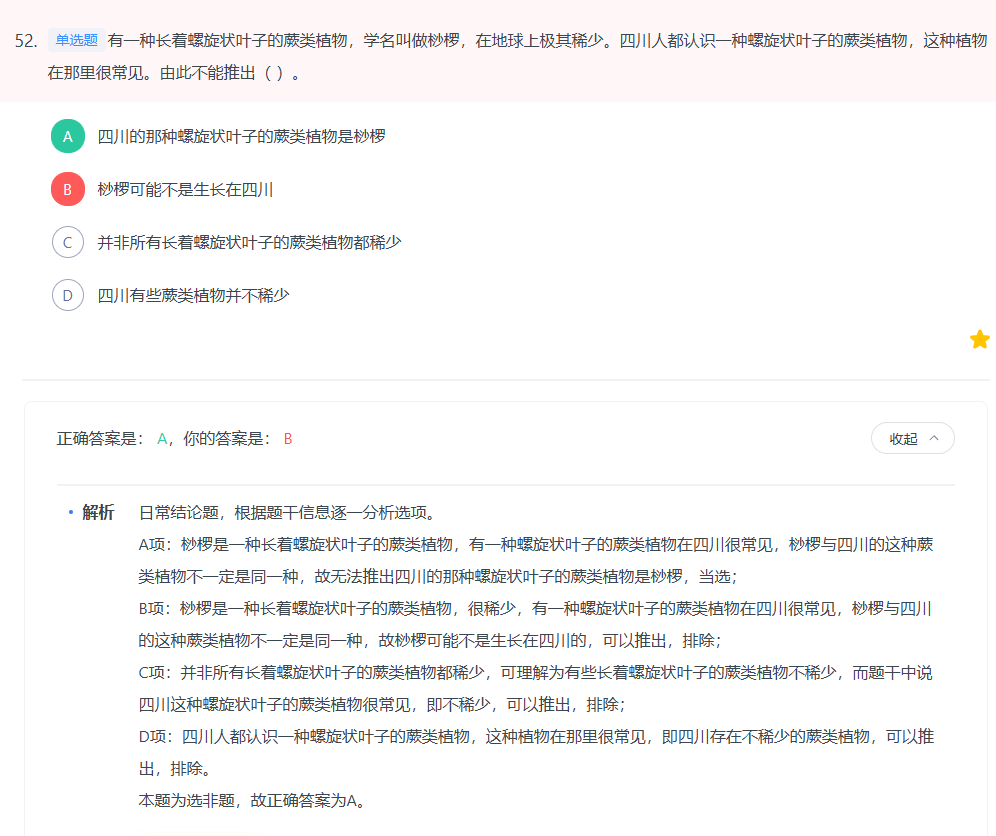 52. 单选题 有一种长着螺旋状叶子的蕨类植物，学名叫做桫椤，在地球上极其稀少。四川人都认识一种螺旋状叶子的蕨类植物，这种植物
在那里很常见。由此不能推出（ ）。
A 四川的那种螺旋状叶子的蕨类植物是桫椤
B 桫椤可能不是生长在四川
C 并非所有长着螺旋状叶子的蕨类植物都稀少
D 四川有些蕨类植物并不稀少
正确答案是： A，你的答案是： B
收起
解析 日常结论题，根据题干信息逐一分析选项。
A项：桫椤是一种长着螺旋状叶子的蕨类植物，有一种螺旋状叶子的蕨类植物在四川很常见，桫椤与四川的这种蕨
类植物不一定是同一种，故无法推出四川的那种螺旋状叶子的蕨类植物是桫椤，当选；
B项：桫椤是一种长着螺旋状叶子的蕨类植物，很稀少，有一种螺旋状叶子的蕨类植物在四川很常见，桫椤与四川
的这种蕨类植物不一定是同一种，故桫椤可能不是生长在四川的，可以推出，排除；
C项：并非所有长着螺旋状叶子的蕨类植物都稀少，可理解为有些长着螺旋状叶子的蕨类植物不稀少，而题干中说
四川这种螺旋状叶子的蕨类植物很常见，即不稀少，可以推出，排除；
D项：四川人都认识一种螺旋状叶子的蕨类植物，这种植物在那里很常见，即四川存在不稀少的蕨类植物，可以推
出，排除。
本题为选非题，故正确答案为A。